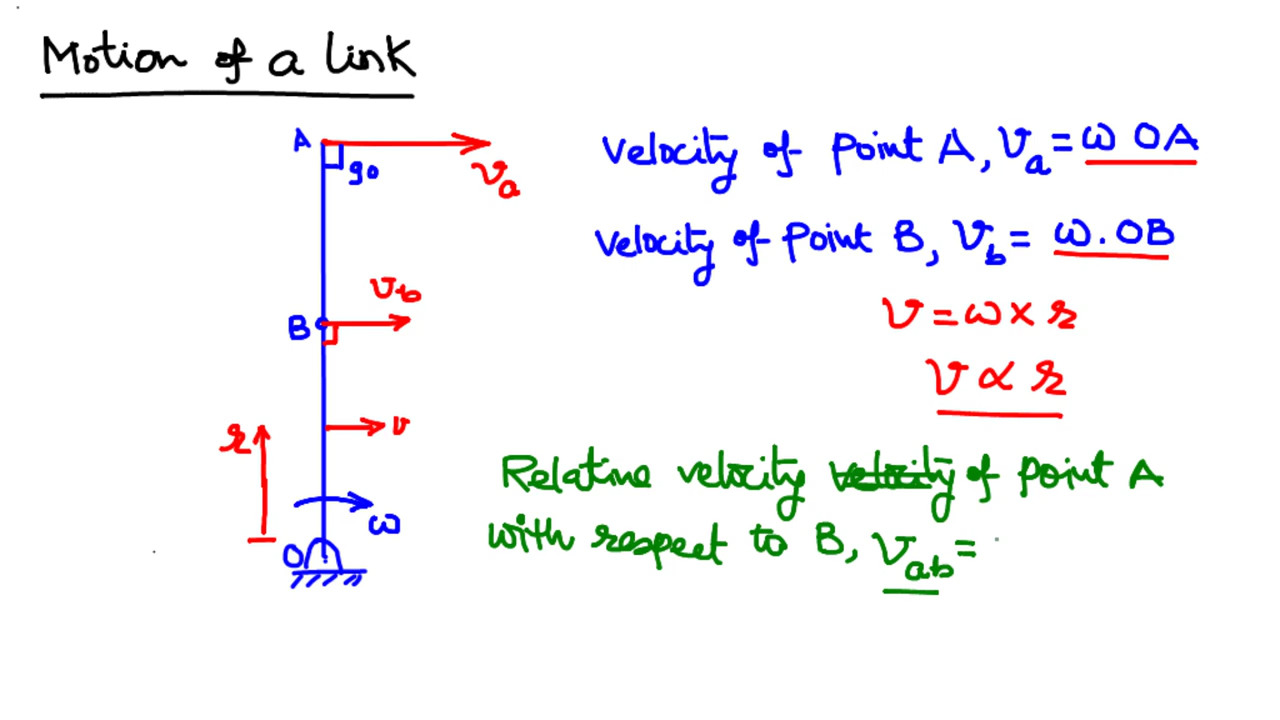 Motion of a link
A
90
Va
Velocity of Point A, Va = ω OA
Velocity of Point B, Vb = ω. OB
Vb
B
V = ω × r
V ∝ r
r
v
Relative velocity velocity of point A
with respect to B, Vab =
ω
O